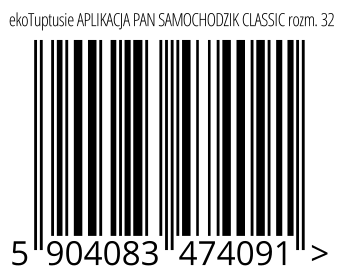 ekoTuptusie APLIKACJA PAN SAMOCHODZIK CLASSIC rozm. 32
5 904083 474091 >